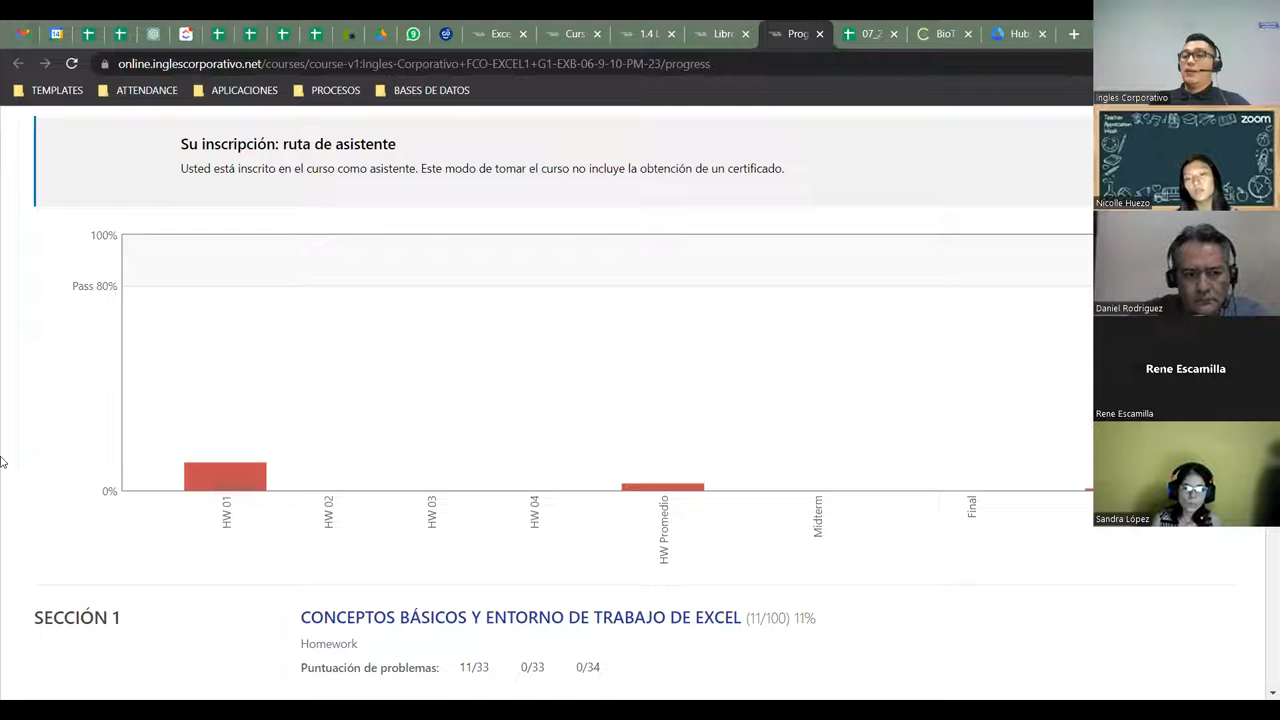 Exce
Curs
1.4 L
Libro
Prog
07_2
BioT
Hub
online.inglescorporativo.net/courses/course-v1:Ingles-Corporativo+FCO-EXCEL1+G1-EXB-06-9-10-PM-23/progress
TEMPLATES
ATTENDANCE
APLICACIONES
PROCESOS
BASES DE DATOS
Su inscripción: ruta de asistente
Usted está inscrito en el curso como asistente. Este modo de tomar el curso no incluye la obtención de un certificado.
100%
Pass 80%
0%
HW 01
HW 02
HW 03
HW 04
HW Promedio
Midterm
Final
SECCIÓN 1
CONCEPTOS BÁSICOS Y ENTORNO DE TRABAJO DE EXCEL (11/100) 11%
Homework
Puntuación de problemas: 11/33 0/33 0/34
Ingles Corporativo
Teacher
Appreciation
Week
zoom
Nicolle Huezo
Daniel Rodriguez
Rene Escamilla
Rene Escamilla
Sandra López